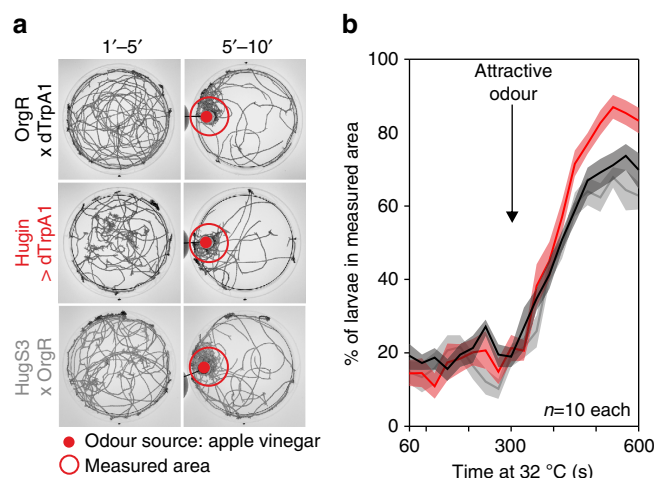 a
1′–5′ 5′–10′
OrgR
x dTrpA1
Hugin
> dTrpA1
HugS3
x OrgR
Odour source: apple vinegar
Measured area
b
% of larvae in measured area
100
80
60
40
20
0
Attractive
odour
n=10 each
60 300 600
Time at 32 °C (s)